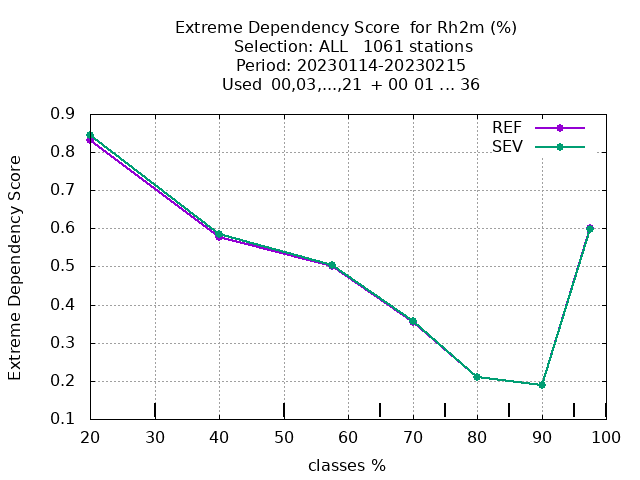 Extreme Dependency Score  for Rh2m (%)
Selection: ALL   1061 stations
Period: 20230114-20230215
Used  00,03,...,21  + 00 01 ... 36
REF
SEV
Extreme Dependency Score
0.9
0.8
0.7
0.6
0.5
0.4
0.3
0.2
0.1
20 30 40 50 60 70 80 90 100
classes %